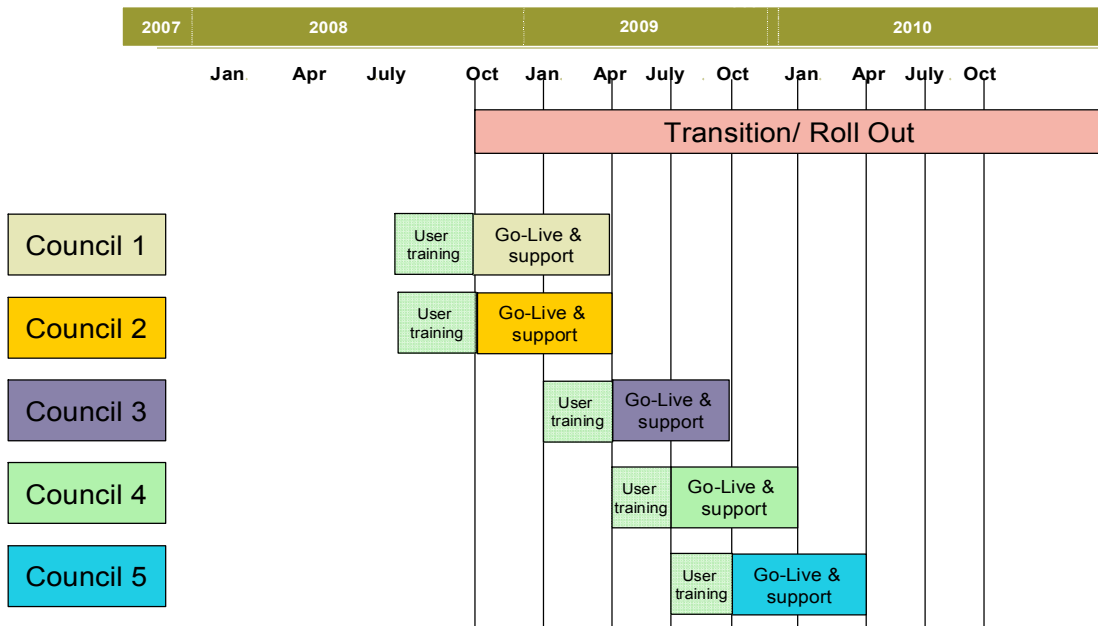 2007 2008 2009 2010
Jan Apr July Oct Jan Apr July Oct Jan Apr July Oct
Transition/ Roll Out
Council 1
User
training
Go-Live &
support
Council 2
User
training
Go-Live &
support
Council 3
User
training
Go-Live &
support
Council 4
User
training
Go-Live &
support
Council 5
User
training
Go-Live &
support